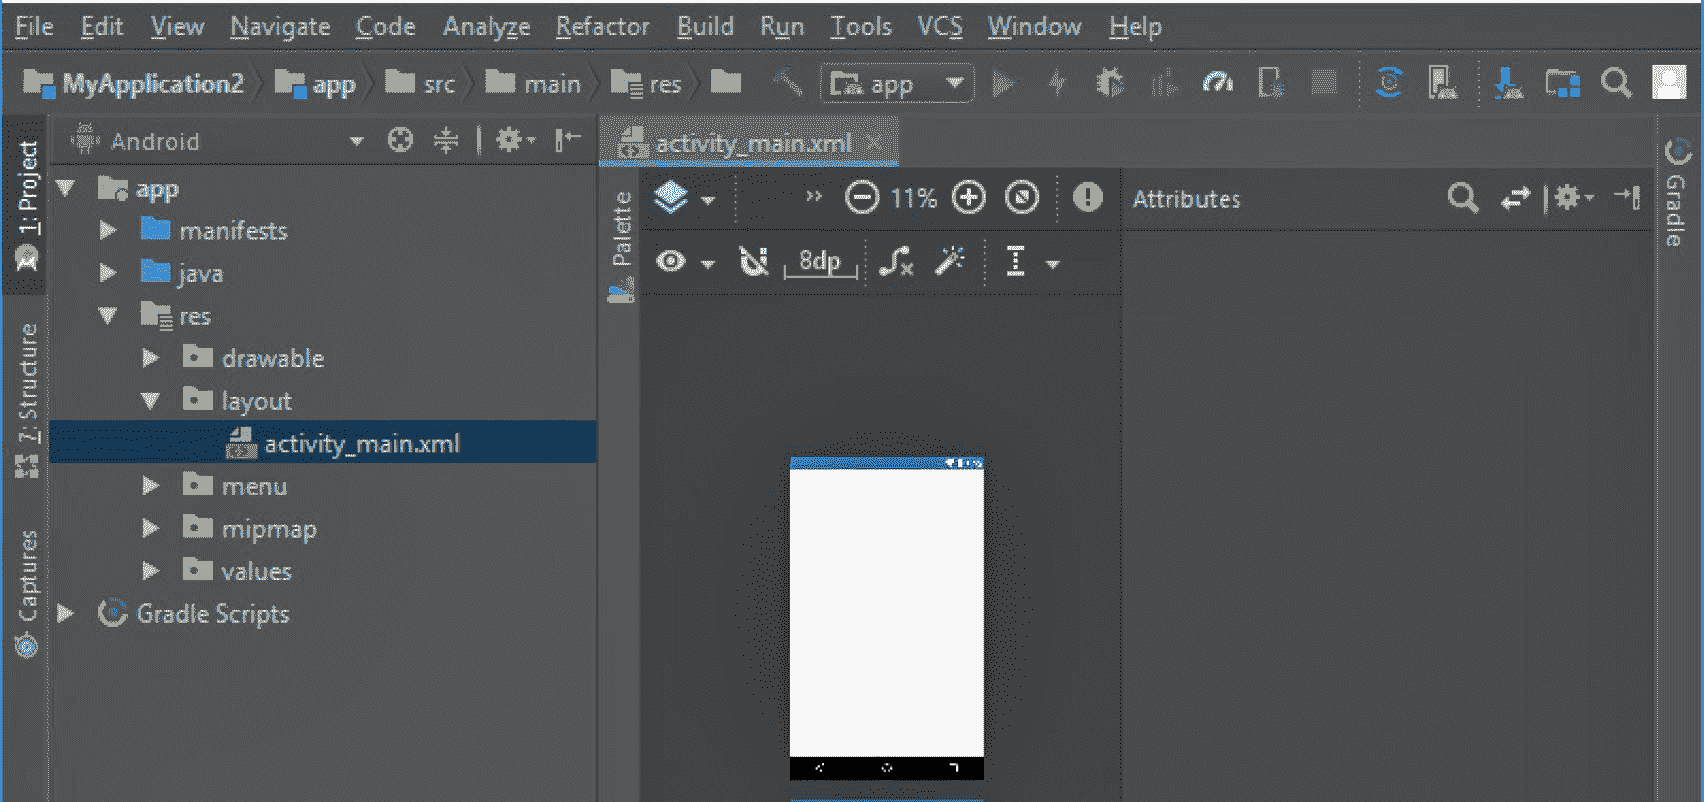 File Edit View Navigate Code Analyze Refactor Build Run Tools VCS Window Help
MyApplication2 app src main res app
Android
activity_main.xml
1: Project
7: Structure
Captures
app
manifests
java
res
drawable
layout
activity_main.xml
menu
mipmap
values
Gradle Scripts
Palette
11%
8dp
Attributes
Gradle